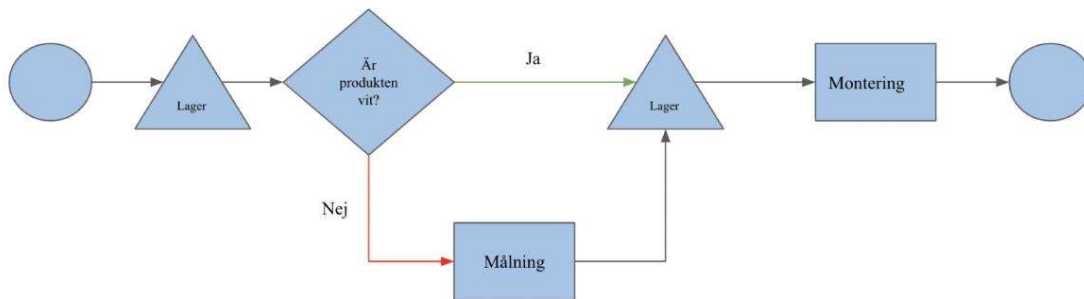 Lager
Är
produkten
vit?
Ja
Lager
Montering
Nej
Målning